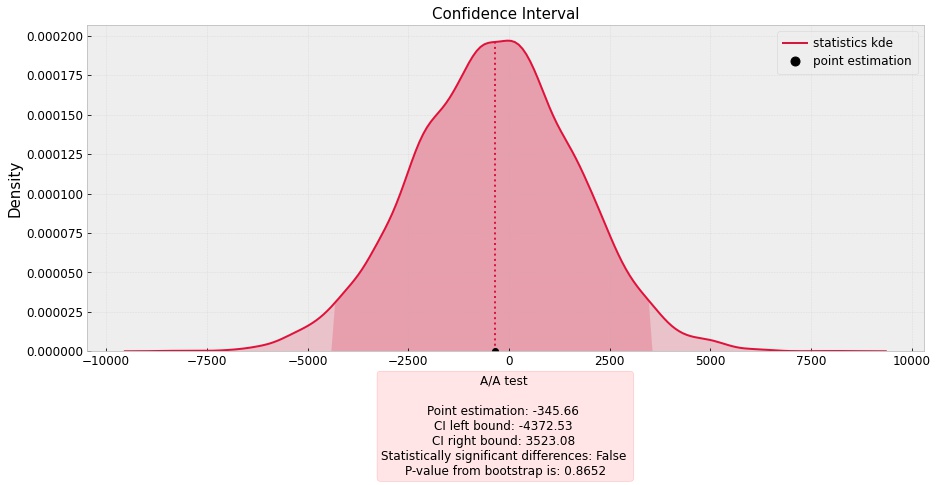 Confidence Interval
statistics kde
point estimation
Density
0.000200
0.000175
0.000150
0.000125
0.000100
0.000075
0.000050
0.000025
0.000000
−10000 −7500 −5000 −2500 0 2500 5000 7500 10000
A/A test
Point estimation: -345.66
CI left bound: -4372.53
CI right bound: 3523.08
Statistically significant differences: False
P-value from bootstrap is: 0.8652